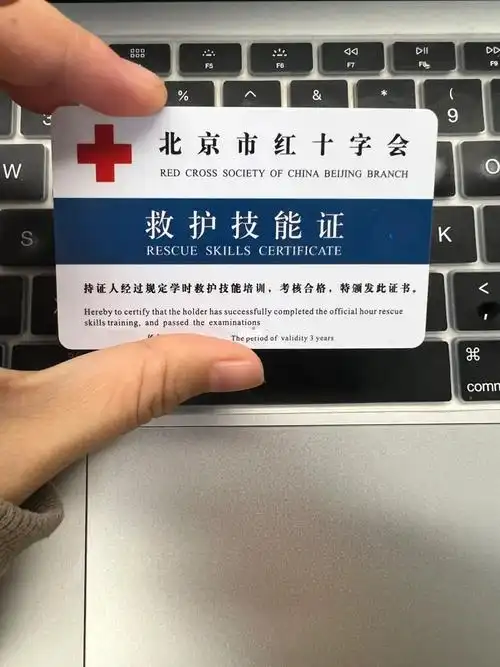 F5
F6
F7
F8
F9
%
^
&
*
(
9
W
O
S
K
<
,
⌘
comm
北京市红十字会
RED CROSS SOCIETY OF CHINA BEIJING BRANCH
救护技能证
RESCUE SKILLS CERTIFICATE
持证人经过规定学时救护技能培训，考核合格，特颁发此证书。
Hereby to certify that the holder has successfully completed the official hour rescue
skills training, and passed the examinations
The period of validity 3 years